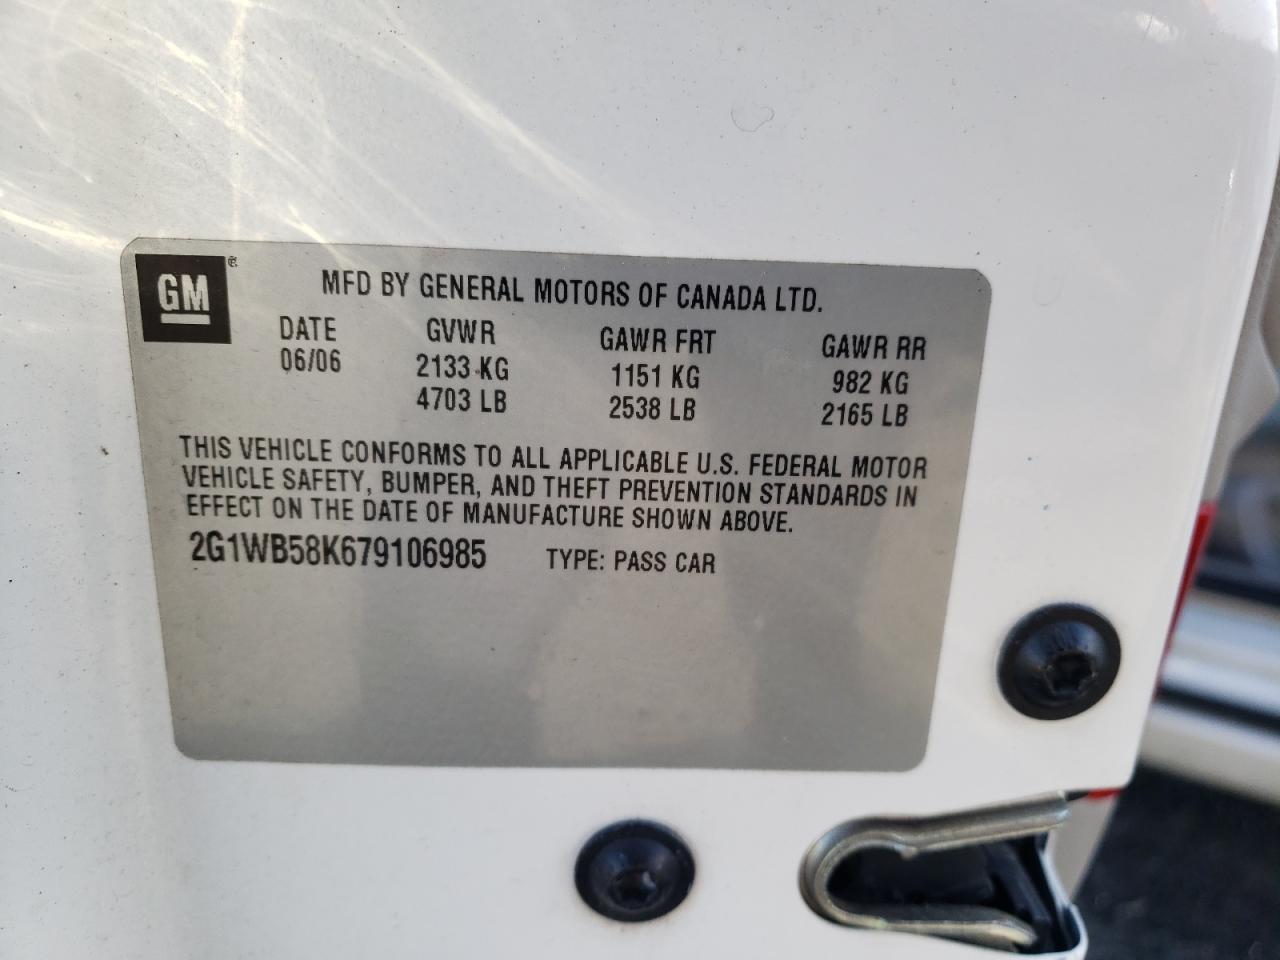 GM®
MFD BY GENERAL MOTORS OF CANADA LTD.
DATE GVWR GAWR FRT GAWR RR
06/06 2133 KG 1151 KG 982 KG
4703 LB 2538 LB 2165 LB
THIS VEHICLE CONFORMS TO ALL APPLICABLE U.S. FEDERAL MOTOR
VEHICLE SAFETY, BUMPER, AND THEFT PREVENTION STANDARDS IN
EFFECT ON THE DATE OF MANUFACTURE SHOWN ABOVE.
2G1WB58K679106985 TYPE: PASS CAR